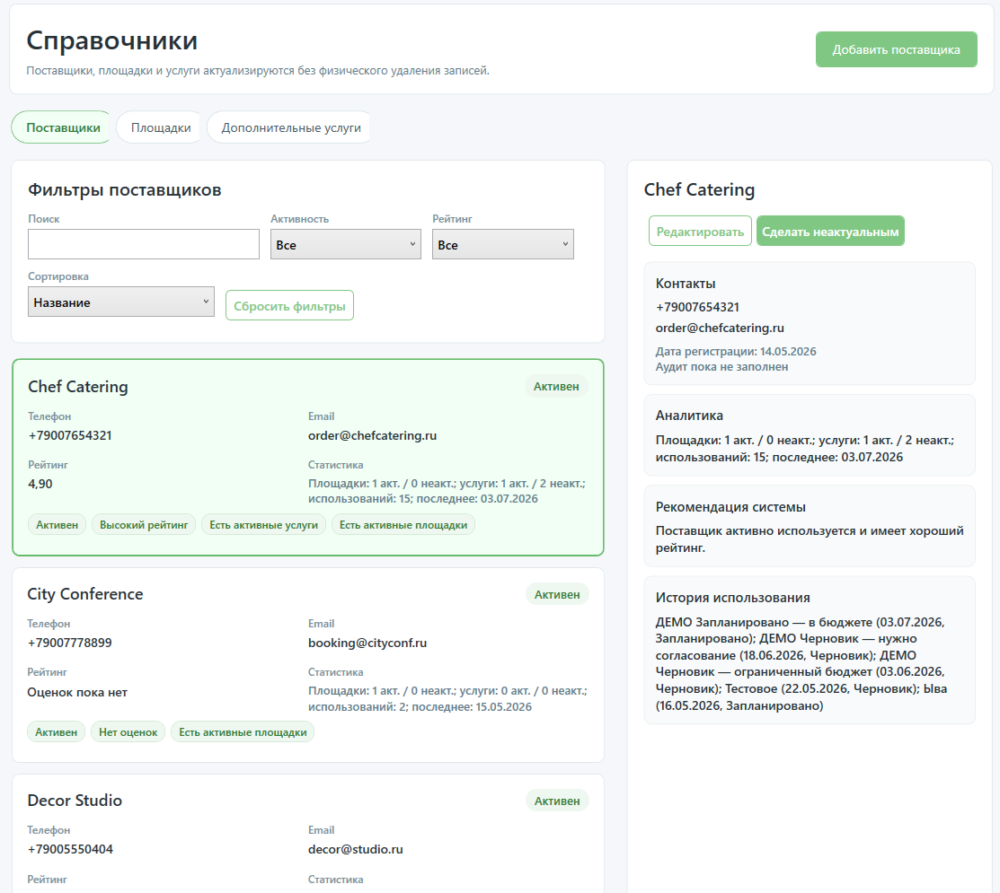 Справочники
Поставщики, площадки и услуги актуализируются без физического удаления записей.
Добавить поставщика
Поставщики
Площадки
Дополнительные услуги
Фильтры поставщиков
Поиск
Активность
Рейтинг
Все
Все
Сортировка
Название
Сбросить фильтры
Chef Catering
Активен
Телефон
Email
+79007654321
order@chefcatering.ru
Рейтинг
Статистика
4,90
Площадки: 1 акт. / 0 неакт.; услуги: 1 акт. / 2 неакт.;
использований: 15; последнее: 03.07.2026
Активен
Высокий рейтинг
Есть активные услуги
Есть активные площадки
City Conference
Активен
Телефон
Email
+79007778899
booking@cityconf.ru
Рейтинг
Статистика
Оценок пока нет
Площадки: 1 акт. / 0 неакт.; услуги: 0 акт. / 0 неакт.;
использований: 2; последнее: 15.05.2026
Активен
Нет оценок
Есть активные площадки
Decor Studio
Активен
Телефон
Email
+79005550404
decor@studio.ru
Рейтинг
Статистика
Chef Catering
Редактировать
Сделать неактуальным
Контакты
+79007654321
order@chefcatering.ru
Дата регистрации: 14.05.2026
Аудит пока не заполнен
Аналитика
Площадки: 1 акт. / 0 неакт.; услуги: 1 акт. / 2 неакт.;
использований: 15; последнее: 03.07.2026
Рекомендация системы
Поставщик активно используется и имеет хороший
рейтинг.
История использования
ДЕМО Запланировано — в бюджете (03.07.2026,
Запланировано); ДЕМО Черновик — нужно
согласование (18.06.2026, Черновик); ДЕМО
Черновик — ограниченный бюджет (03.06.2026,
Черновик); Тестовое (22.05.2026, Черновик); Ыва
(16.05.2026, Запланировано)